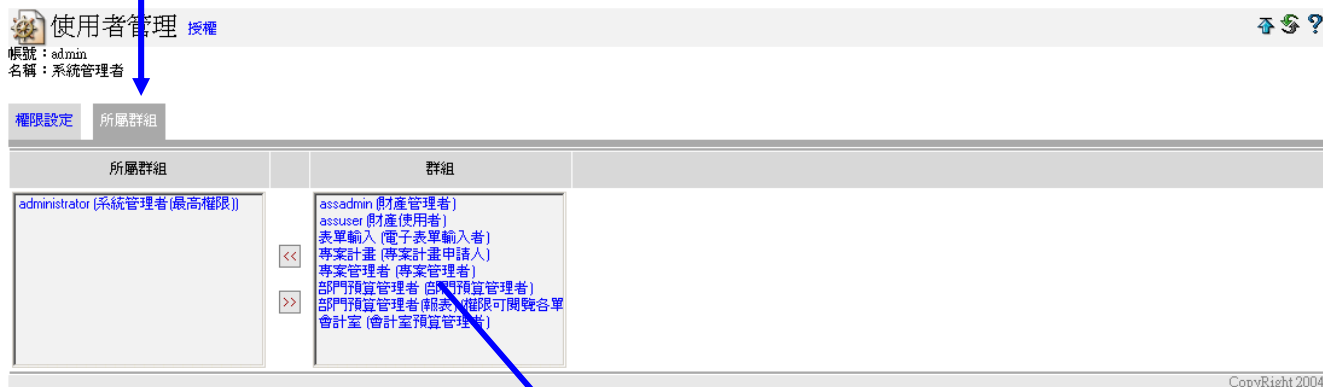 使用者管理 授權
帳號：admin
名稱：系統管理者
權限設定 所屬群組
所屬群組 群組
administrator (系統管理者(最高權限))
assadmin (財產管理者)
assuser (財產使用者)
表單輸入 (電子表單輸入者)
<<
專案計畫 (專案計畫申請人)
專案管理者 (專案管理者)
部門預算管理者 (部門預算管理者)
>>
部門預算管理者(報表) (權限可閱覽各單
會計室 (會計室預算管理者)
CopyRight 2004